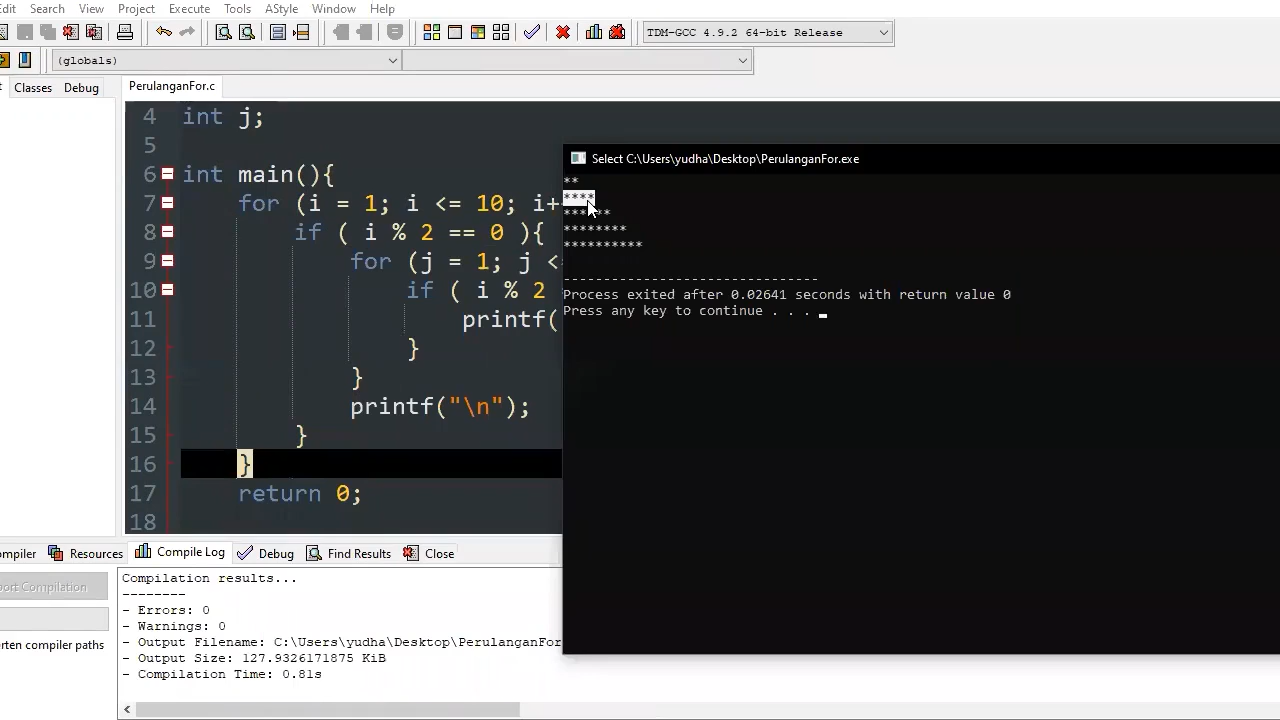 Edit Search View Project Execute Tools AStyle Window Help
TDM-GCC 4.9.2 64-bit Release
(globals)
Classes Debug
PerulanganFor.c
4 int j;
5
6 int main(){
7 for (i = 1; i <= 10; i+
8 if ( i % 2 == 0 ){
9 for (j = 1; j <
10 if ( i % 2
11 printf(
12 }
13 }
14 printf("\n");
15 }
16 }
17 return 0;
18
Select C:\Users\yudha\Desktop\PerulanganFor.exe
**
****
******
********
**********
--------------------------------
Process exited after 0.02641 seconds with return value 0
Press any key to continue . . .
ompiler Resources Compile Log Debug Find Results Close
ort Compilation
rten compiler paths
Compilation results...
--------
- Errors: 0
- Warnings: 0
- Output Filename: C:\Users\yudha\Desktop\PerulanganFor
- Output Size: 127.9326171875 KiB
- Compilation Time: 0.81s